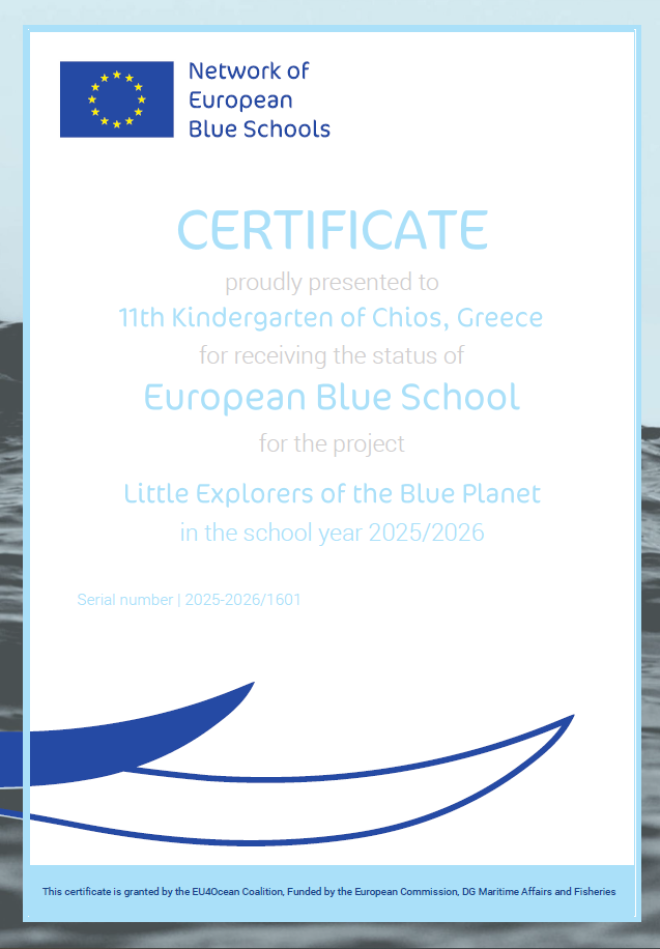 Network of
European
Blue Schools
CERTIFICATE
proudly presented to
11th Kindergarten of Chios, Greece
for receiving the status of
European Blue School
for the project
Little Explorers of the Blue Planet
in the school year 2025/2026
Serial number | 2025-2026/1601
This certificate is granted by the EU4Ocean Coalition, Funded by the European Commission, DG Maritime Affairs and Fisheries